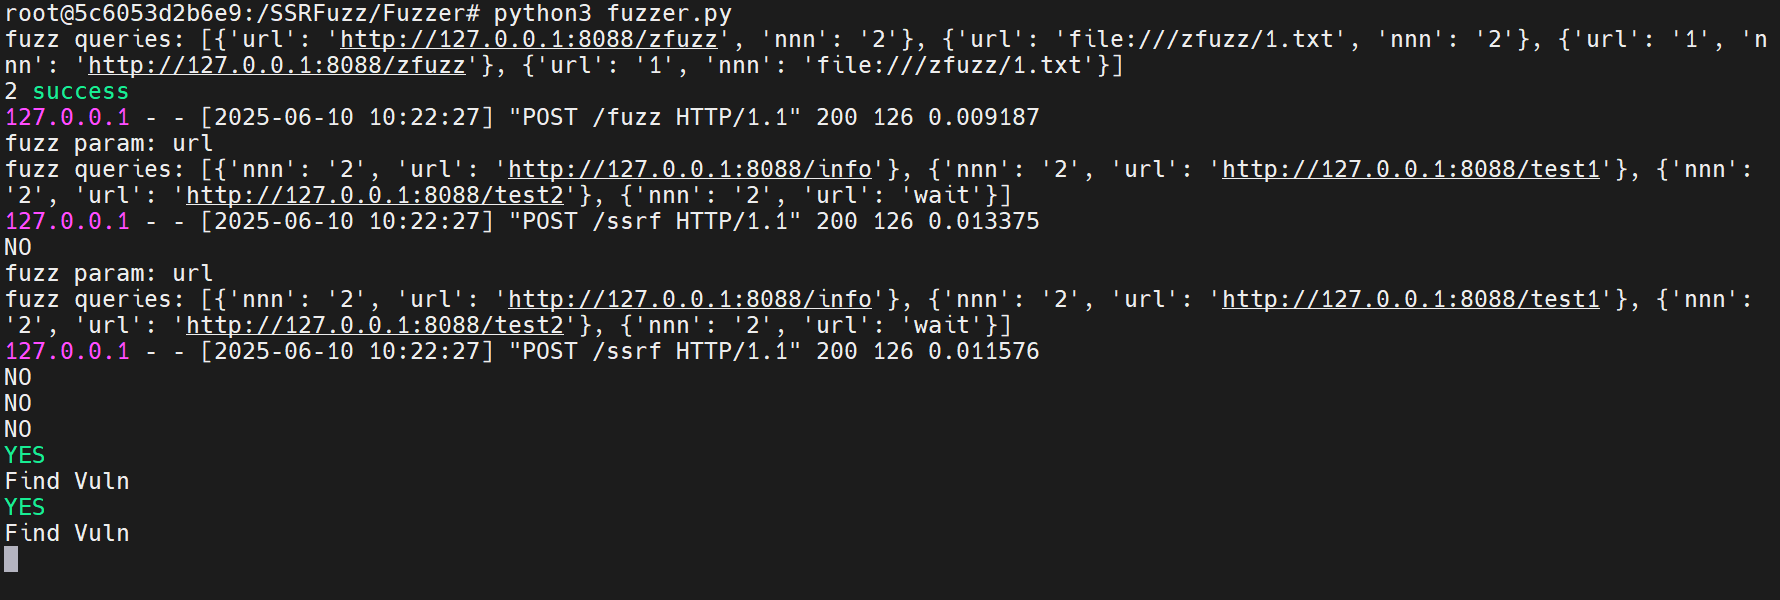 root@5c6053d2b6e9:/SSRFuzz/Fuzzer# python3 fuzzer.py
fuzz queries: [{'url': 'http://127.0.0.1:8088/zfuzz', 'nnn': '2'}, {'url': 'file:///zfuzz/1.txt', 'nnn': '2'}, {'url': '1', 'n
nn': 'http://127.0.0.1:8088/zfuzz'}, {'url': '1', 'nnn': 'file:///zfuzz/1.txt'}]
2 success
127.0.0.1 - - [2025-06-10 10:22:27] "POST /fuzz HTTP/1.1" 200 126 0.009187
fuzz param: url
fuzz queries: [{'nnn': '2', 'url': 'http://127.0.0.1:8088/info'}, {'nnn': '2', 'url': 'http://127.0.0.1:8088/test1'}, {'nnn':
'2', 'url': 'http://127.0.0.1:8088/test2'}, {'nnn': '2', 'url': 'wait'}]
127.0.0.1 - - [2025-06-10 10:22:27] "POST /ssrf HTTP/1.1" 200 126 0.013375
NO
fuzz param: url
fuzz queries: [{'nnn': '2', 'url': 'http://127.0.0.1:8088/info'}, {'nnn': '2', 'url': 'http://127.0.0.1:8088/test1'}, {'nnn':
'2', 'url': 'http://127.0.0.1:8088/test2'}, {'nnn': '2', 'url': 'wait'}]
127.0.0.1 - - [2025-06-10 10:22:27] "POST /ssrf HTTP/1.1" 200 126 0.011576
NO
NO
NO
YES
Find Vuln
YES
Find Vuln